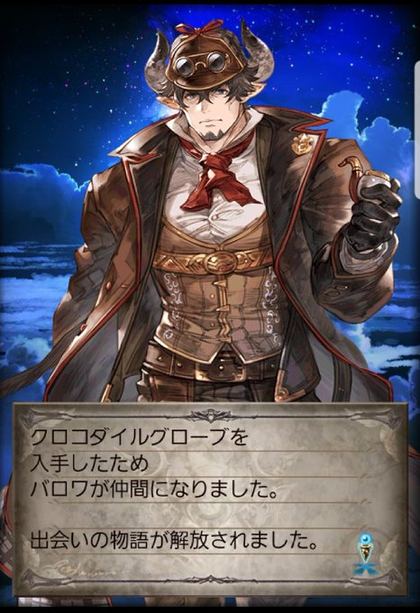 クロコダイルグローブを
入手したため
バロワが仲間になりました。
出会いの物語が解放されました。